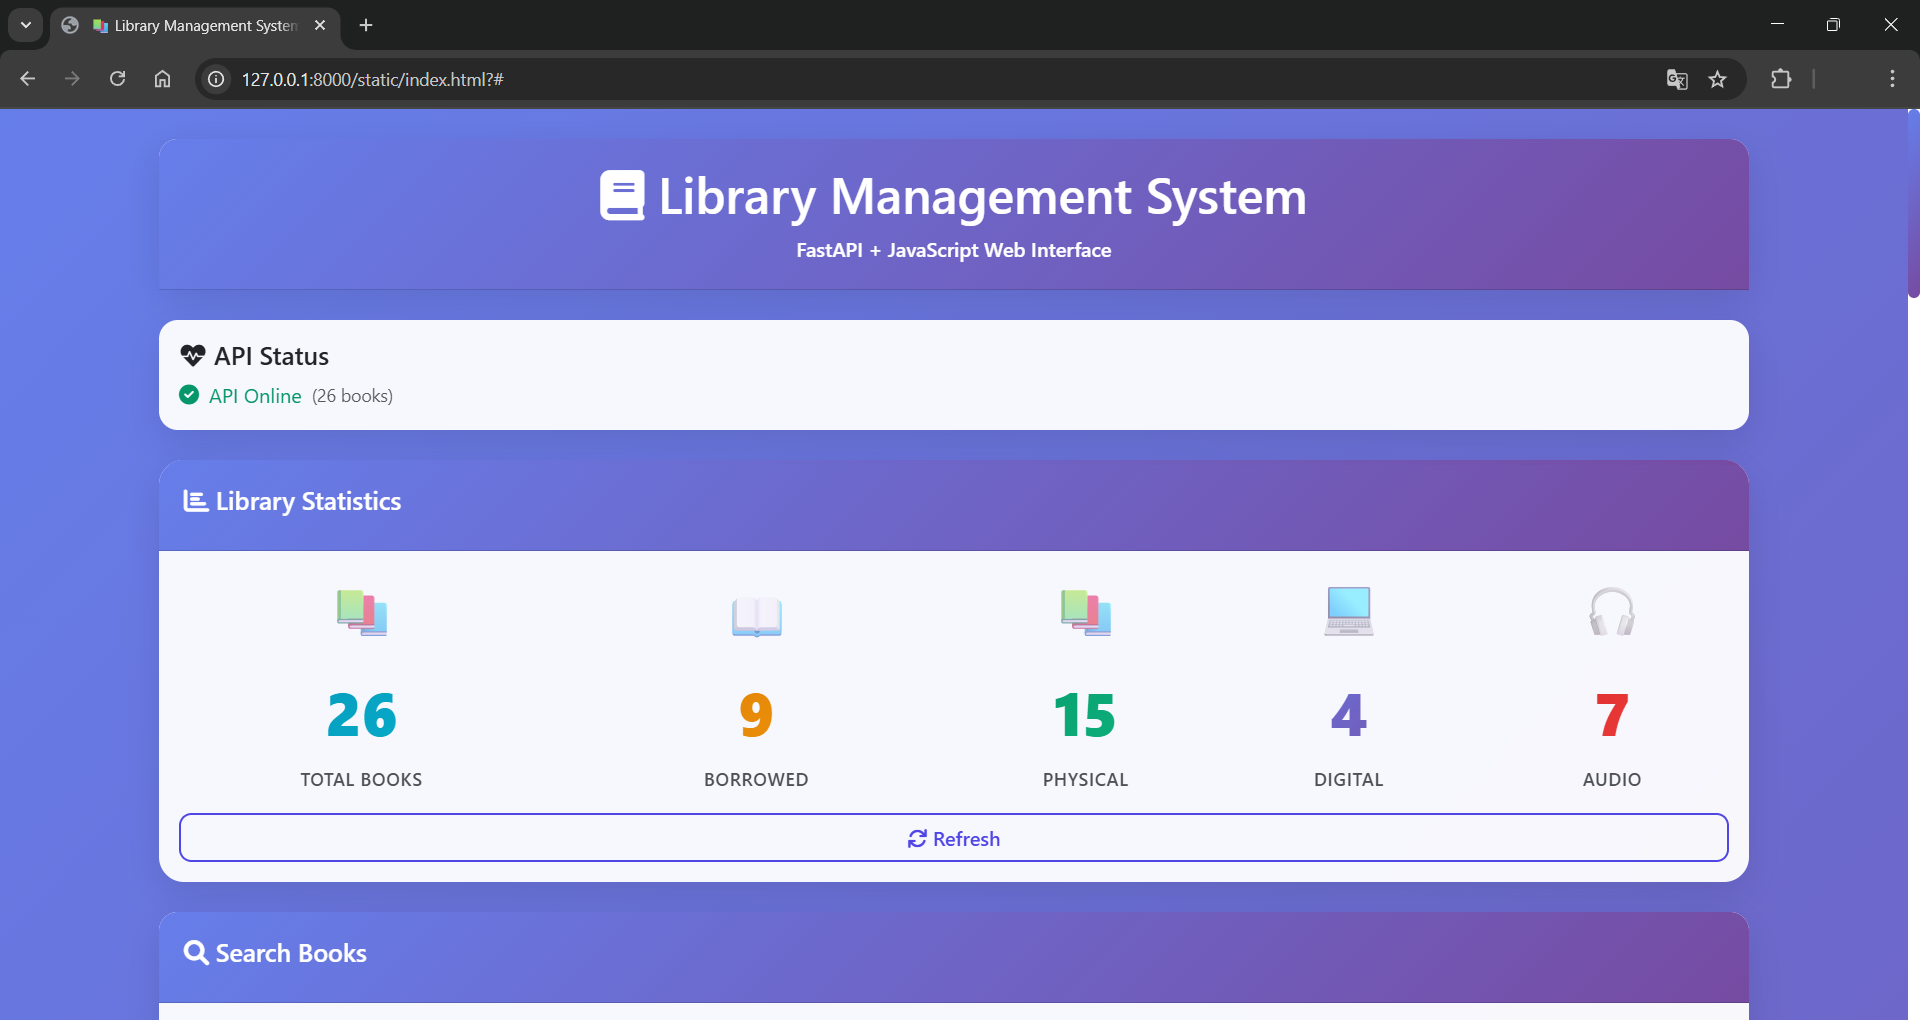 Library Management System
127.0.0.1:8000/static/index.html?#
Library Management System
FastAPI + JavaScript Web Interface
API Status
API Online (26 books)
Library Statistics
26 9 15 4 7
TOTAL BOOKS BORROWED PHYSICAL DIGITAL AUDIO
Refresh
Search Books